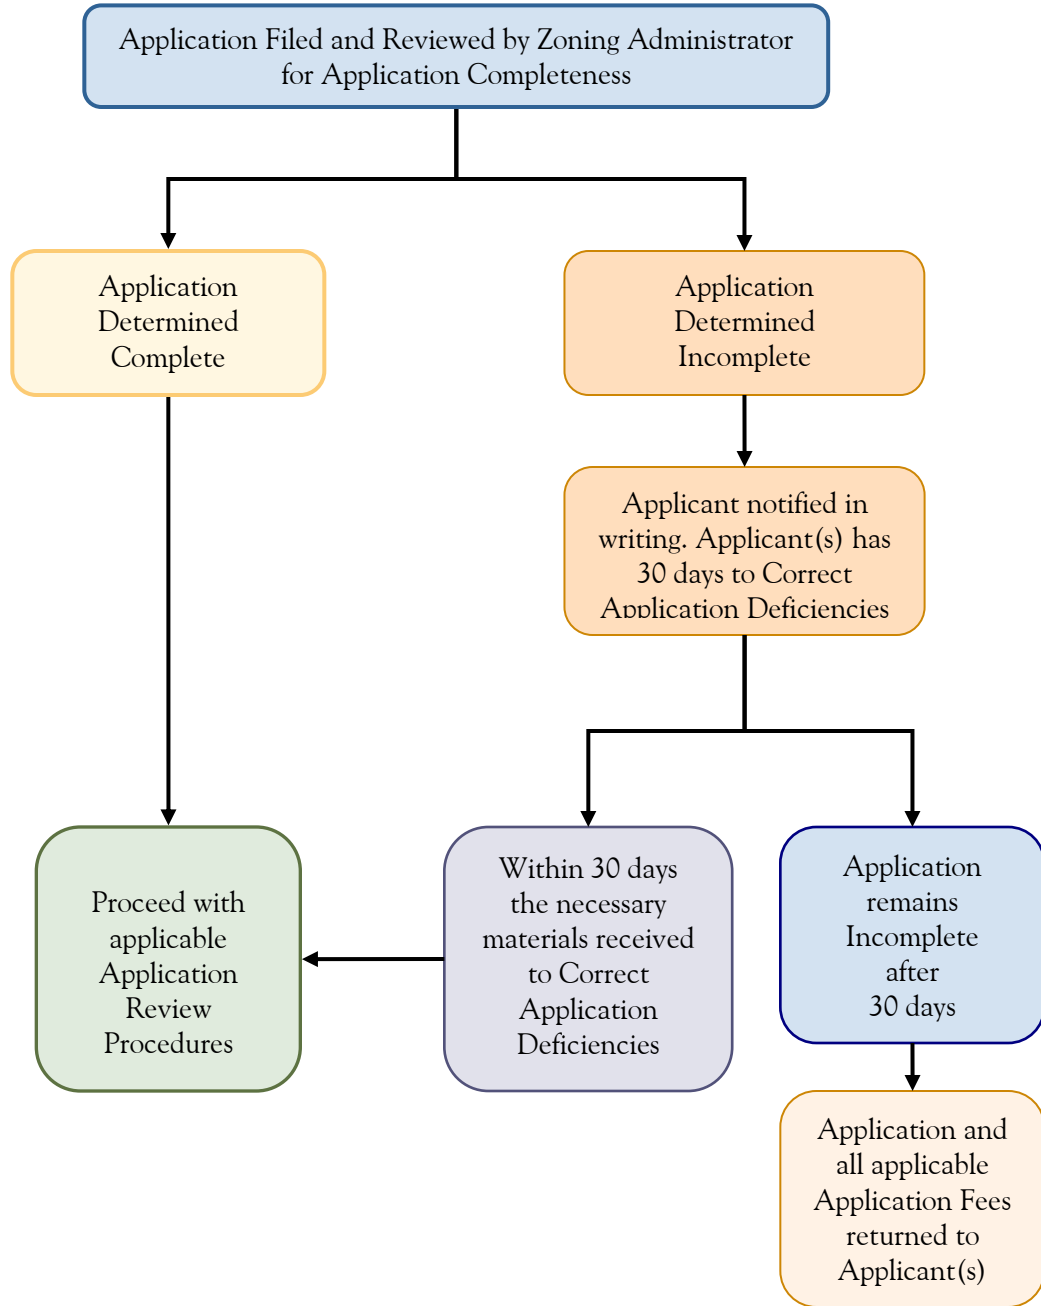 Application Filed and Reviewed by Zoning Administrator
for Application Completeness
Application
Determined
Complete
Application
Determined
Incomplete
Applicant notified in
writing. Applicant(s) has
30 days to Correct
Application Deficiencies
Proceed with
applicable
Application
Review
Procedures
Within 30 days
the necessary
materials received
to Correct
Application
Deficiencies
Application
remains
Incomplete
after
30 days
Application and
all applicable
Application Fees
returned to
Applicant(s)